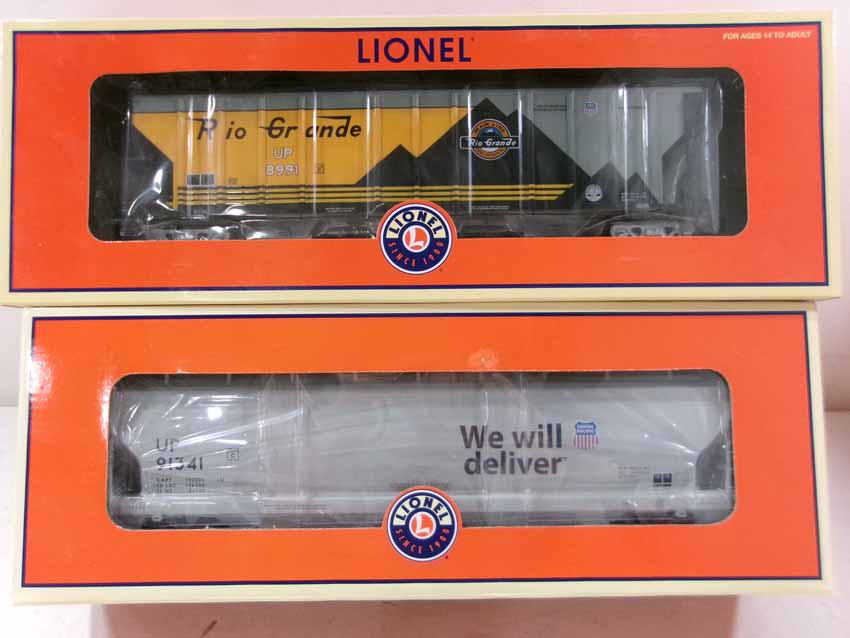 LIONEL
FOR AGES 14 TO ADULT
Rio Grande
UP
8991
Rio Grande
LIONEL
L
SINCE 1900
UP
91341
C
We will
deliver
UNION
PACIFIC
LIONEL
L
SINCE 1900